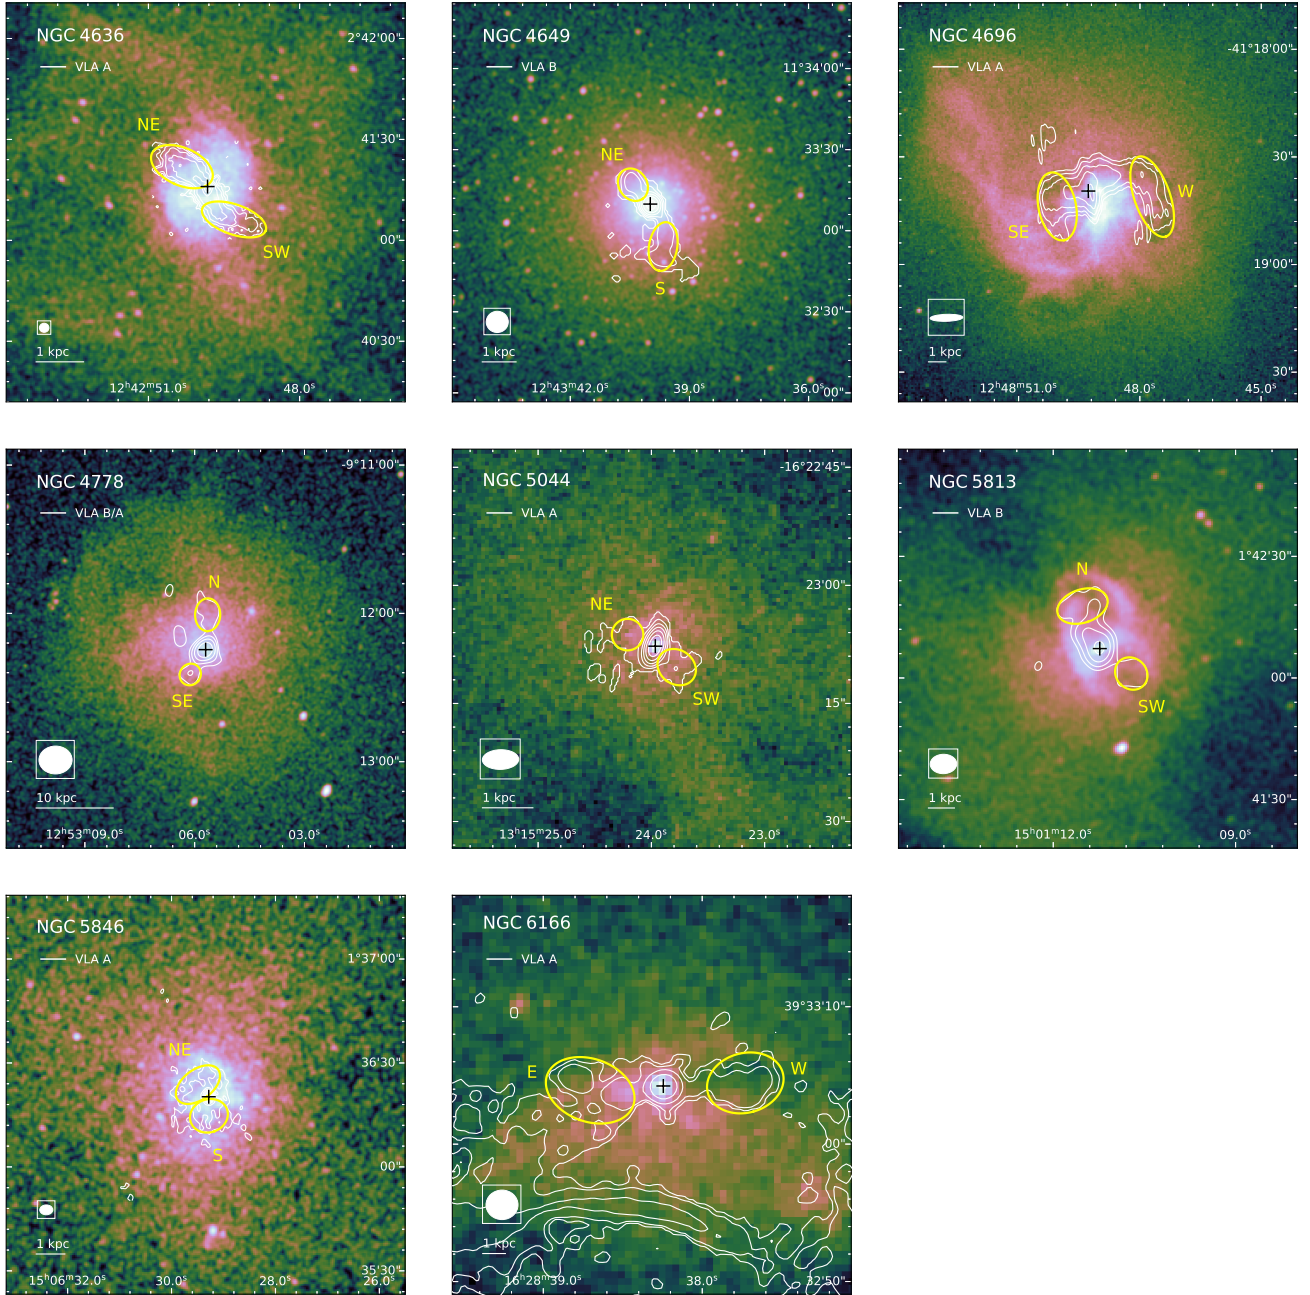 NGC 4636
VLA A
NE
SW
2°42'00"
41'30"
00"
40'30"
1 kpc
12ʰ42ᵐ51.0ˢ
48.0ˢ
NGC 4649
VLA B
NE
S
11°34'00"
33'30"
00"
32'30"
00"
1 kpc
12ʰ43ᵐ42.0ˢ
39.0ˢ
36.0ˢ
NGC 4696
VLA A
SE
W
-41°18'00"
30"
19'00"
30"
1 kpc
12ʰ48ᵐ51.0ˢ
48.0ˢ
45.0ˢ
NGC 4778
VLA B/A
N
SE
-9°11'00"
12'00"
13'00"
10 kpc
12ʰ53ᵐ09.0ˢ
06.0ˢ
03.0ˢ
NGC 5044
VLA A
NE
SW
-16°22'45"
23'00"
15"
30"
1 kpc
13ʰ15ᵐ25.0ˢ
24.0ˢ
23.0ˢ
NGC 5813
VLA B
N
SW
1°42'30"
00"
41'30"
1 kpc
15ʰ01ᵐ12.0ˢ
09.0ˢ
NGC 5846
VLA A
NE
S
1°37'00"
36'30"
00"
35'30"
1 kpc
15ʰ06ᵐ32.0ˢ
30.0ˢ
28.0ˢ
26.0ˢ
NGC 6166
VLA A
E
W
39°33'10"
00"
32'50"
1 kpc
16ʰ28ᵐ39.0ˢ
38.0ˢ